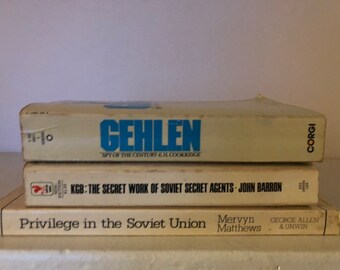 GEHLEN
SPY OF THE CENTURY · E.H. COOKRIDGE
CORGI
KGB: THE SECRET WORK OF SOVIET SECRET AGENTS · JOHN BARRON
Privilege in the Soviet Union
Mervyn
Matthews
GEORGE ALLEN
& UNWIN